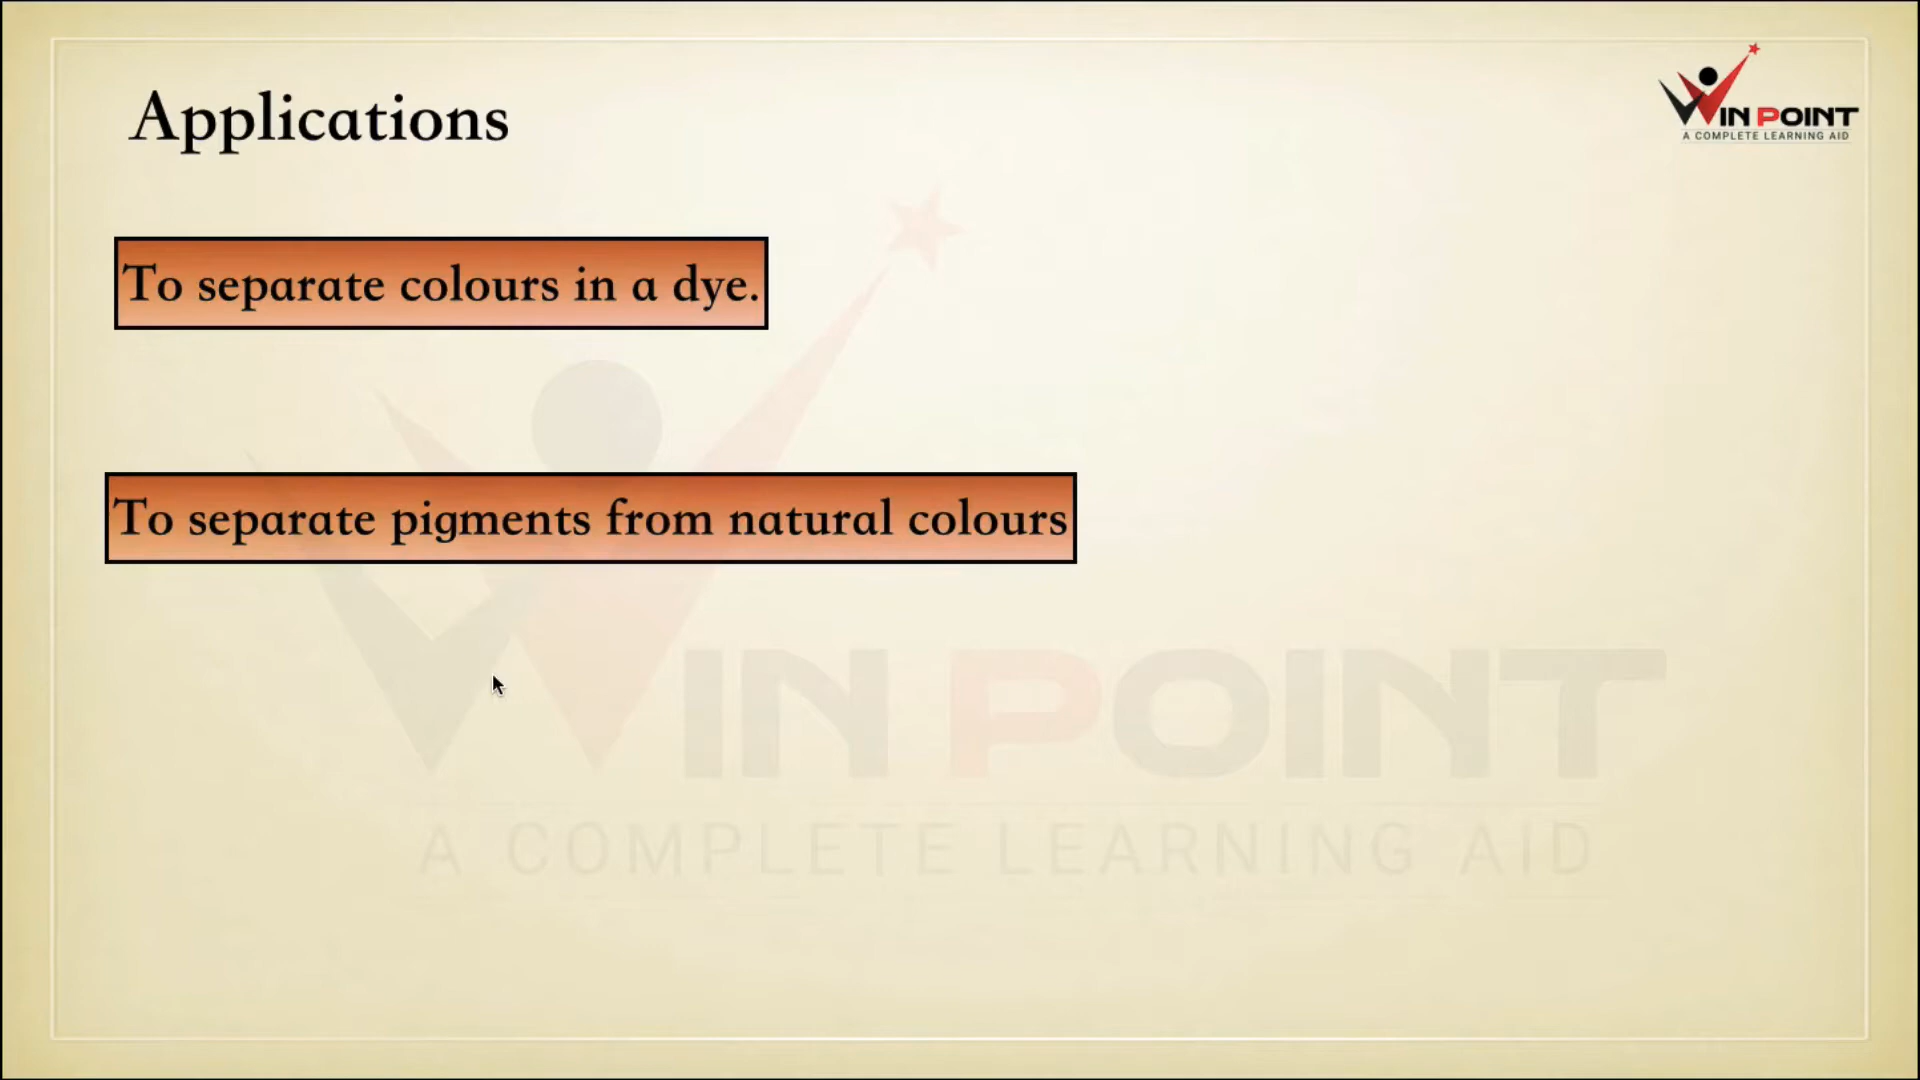 Applications
WIN POINT
A COMPLETE LEARNING AID
To separate colours in a dye.
To separate pigments from natural colours
WIN POINT
A COMPLETE LEARNING AID